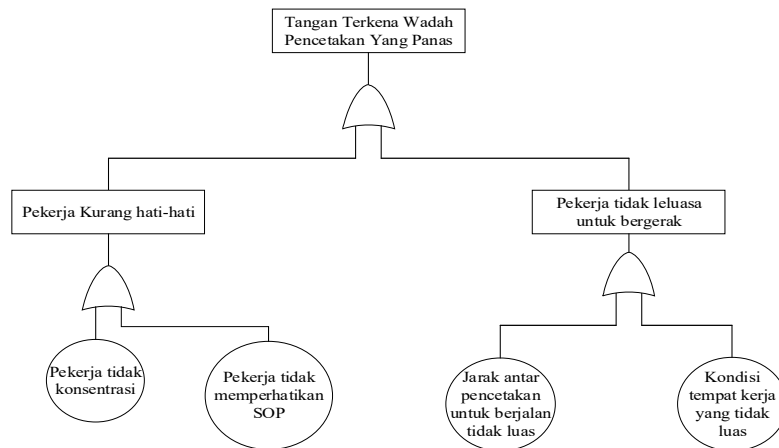 Tangan Terkena Wadah
Pencetakan Yang Panas
Pekerja Kurang hati-hati
Pekerja tidak leluasa
untuk bergerak
Pekerja tidak
konsentrasi
Pekerja tidak
memperhatikan
SOP
Jarak antar
pencetakan
untuk berjalan
tidak luas
Kondisi
tempat kerja
yang tidak
luas